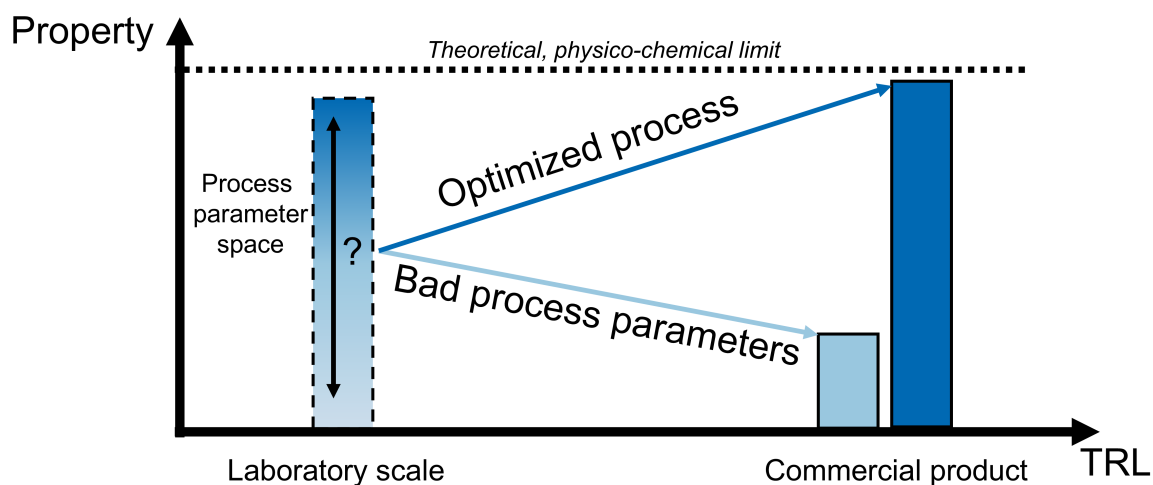 Property
Theoretical, physico-chemical limit
Optimized process
Process
parameter
space
?
Bad process parameters
Laboratory scale
Commercial product
TRL